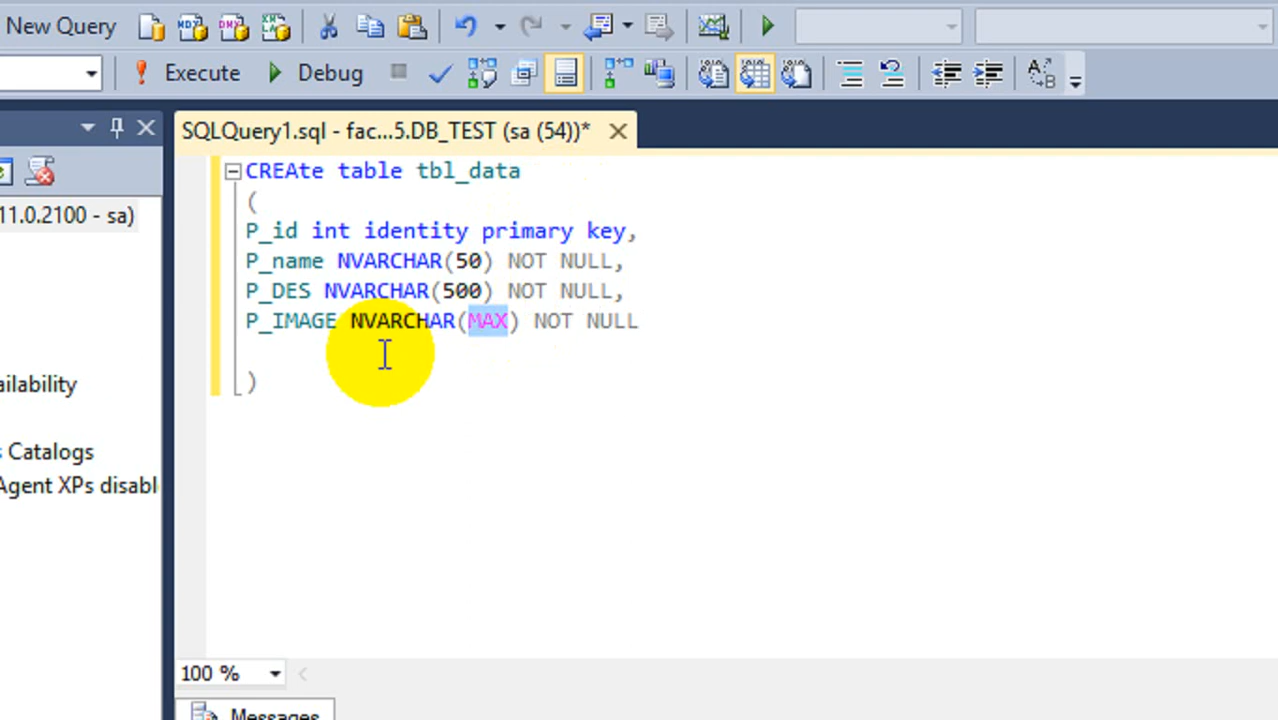 New Query
Execute Debug
SQLQuery1.sql - fac...5.DB_TEST (sa (54))*
CREAte table tbl_data
(
11.0.2100 - sa)
P_id int identity primary key,
P_name NVARCHAR(50) NOT NULL,
P_DES NVARCHAR(500) NOT NULL,
P_IMAGE NVARCHAR(MAX) NOT NULL
)
ailability
s Catalogs
Agent XPs disabl
100 %
Messages